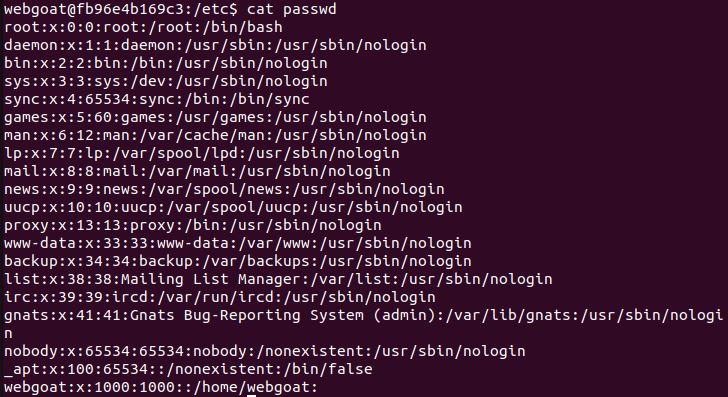 webgoat@fb96e4b169c3:/etc$ cat passwd
root:x:0:0:root:/root:/bin/bash
daemon:x:1:1:daemon:/usr/sbin:/usr/sbin/nologin
bin:x:2:2:bin:/bin:/usr/sbin/nologin
sys:x:3:3:sys:/dev:/usr/sbin/nologin
sync:x:4:65534:sync:/bin:/bin/sync
games:x:5:60:games:/usr/games:/usr/sbin/nologin
man:x:6:12:man:/var/cache/man:/usr/sbin/nologin
lp:x:7:7:lp:/var/spool/lpd:/usr/sbin/nologin
mail:x:8:8:mail:/var/mail:/usr/sbin/nologin
news:x:9:9:news:/var/spool/news:/usr/sbin/nologin
uucp:x:10:10:uucp:/var/spool/uucp:/usr/sbin/nologin
proxy:x:13:13:proxy:/bin:/usr/sbin/nologin
www-data:x:33:33:www-data:/var/www:/usr/sbin/nologin
backup:x:34:34:backup:/var/backups:/usr/sbin/nologin
list:x:38:38:Mailing List Manager:/var/list:/usr/sbin/nologin
irc:x:39:39:ircd:/var/run/ircd:/usr/sbin/nologin
gnats:x:41:41:Gnats Bug-Reporting System (admin):/var/lib/gnats:/usr/sbin/nologi
n
nobody:x:65534:65534:nobody:/nonexistent:/usr/sbin/nologin
_apt:x:100:65534::/nonexistent:/bin/false
webgoat:x:1000:1000::/home/webgoat: